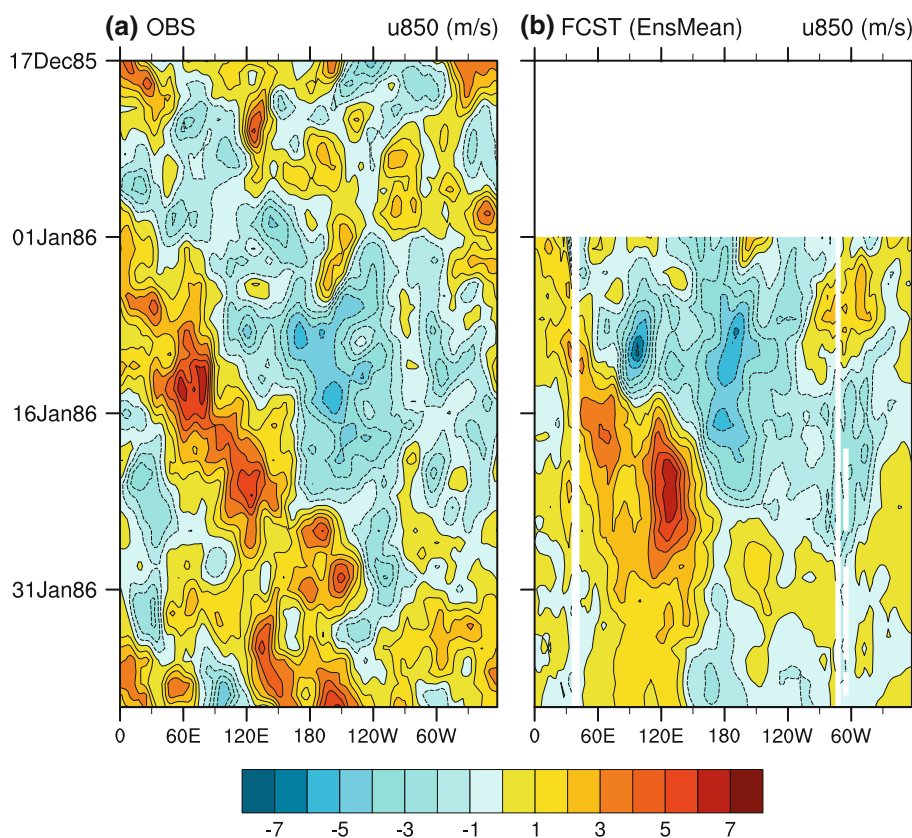 (a) OBS u850 (m/s) (b) FCST (EnsMean) u850 (m/s)
17Dec85
01Jan86
16Jan86
31Jan86
0 60E 120E 180 120W 60W 0 60E 120E 180 120W 60W
-7 -5 -3 -1 1 3 5 7